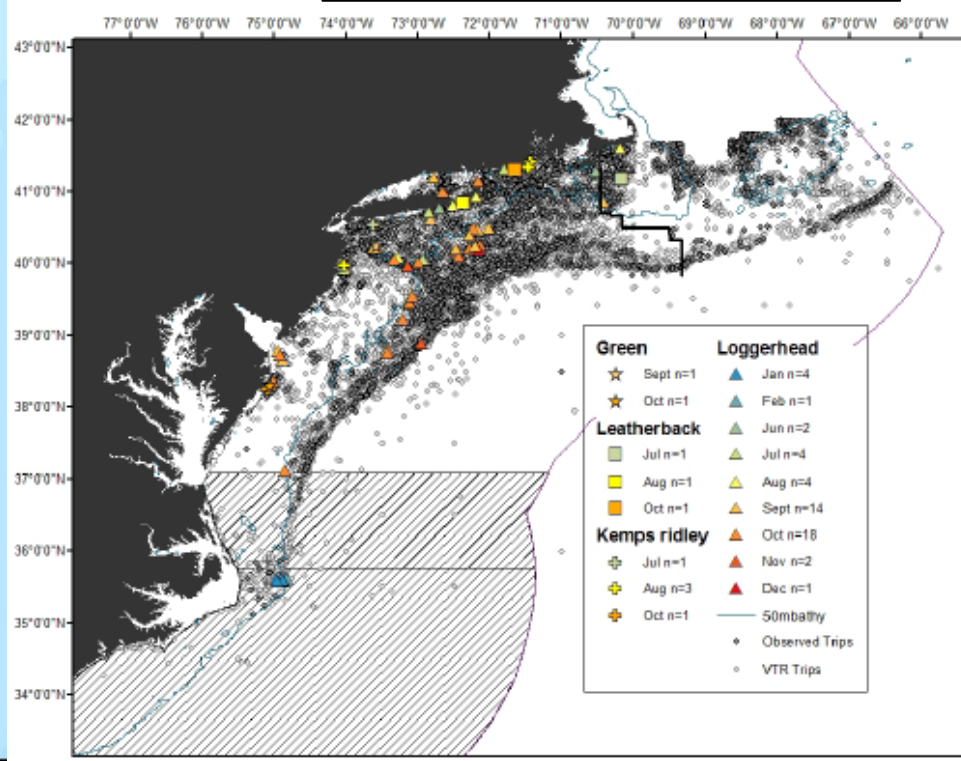 77°0'0"W 76°0'0"W 75°0'0"W 74°0'0"W 73°0'0"W 72°0'0"W 71°0'0"W 70°0'0"W 69°0'0"W 68°0'0"W 67°0'0"W 66°0'0"W
43°0'0"N
42°0'0"N
41°0'0"N
40°0'0"N
39°0'0"N
38°0'0"N
37°0'0"N
36°0'0"N
35°0'0"N
34°0'0"N
Green
Sept n=1
Oct n=1
Leatherback
Jul n=1
Aug n=1
Oct n=1
Kemps ridley
Jul n=1
Aug n=3
Oct n=1
Loggerhead
Jan n=4
Feb n=1
Jun n=2
Jul n=4
Aug n=4
Sept n=14
Oct n=18
Nov n=2
Dec n=1
50mbathy
Observed Trips
VTR Trips